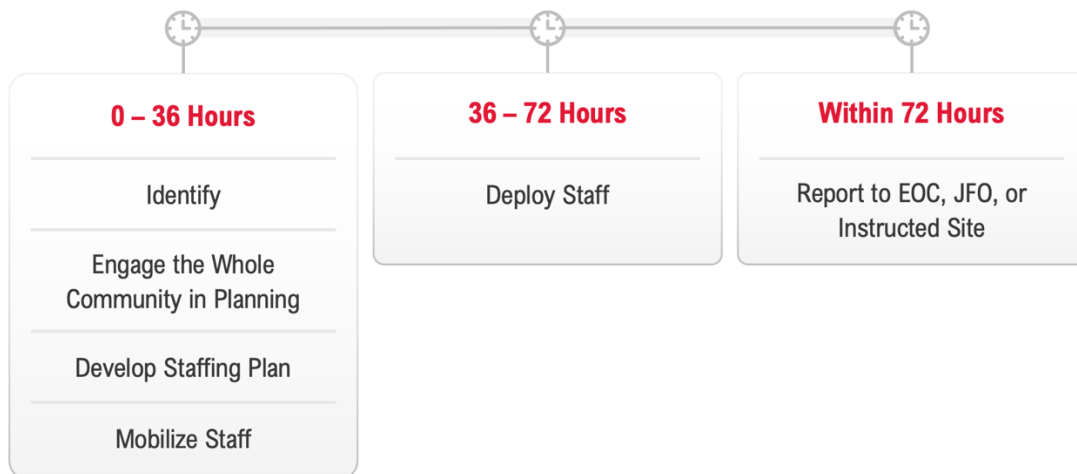 0 – 36 Hours
Identify
Engage the Whole
Community in Planning
Develop Staffing Plan
Mobilize Staff
36 – 72 Hours
Deploy Staff
Within 72 Hours
Report to EOC, JFO, or
Instructed Site